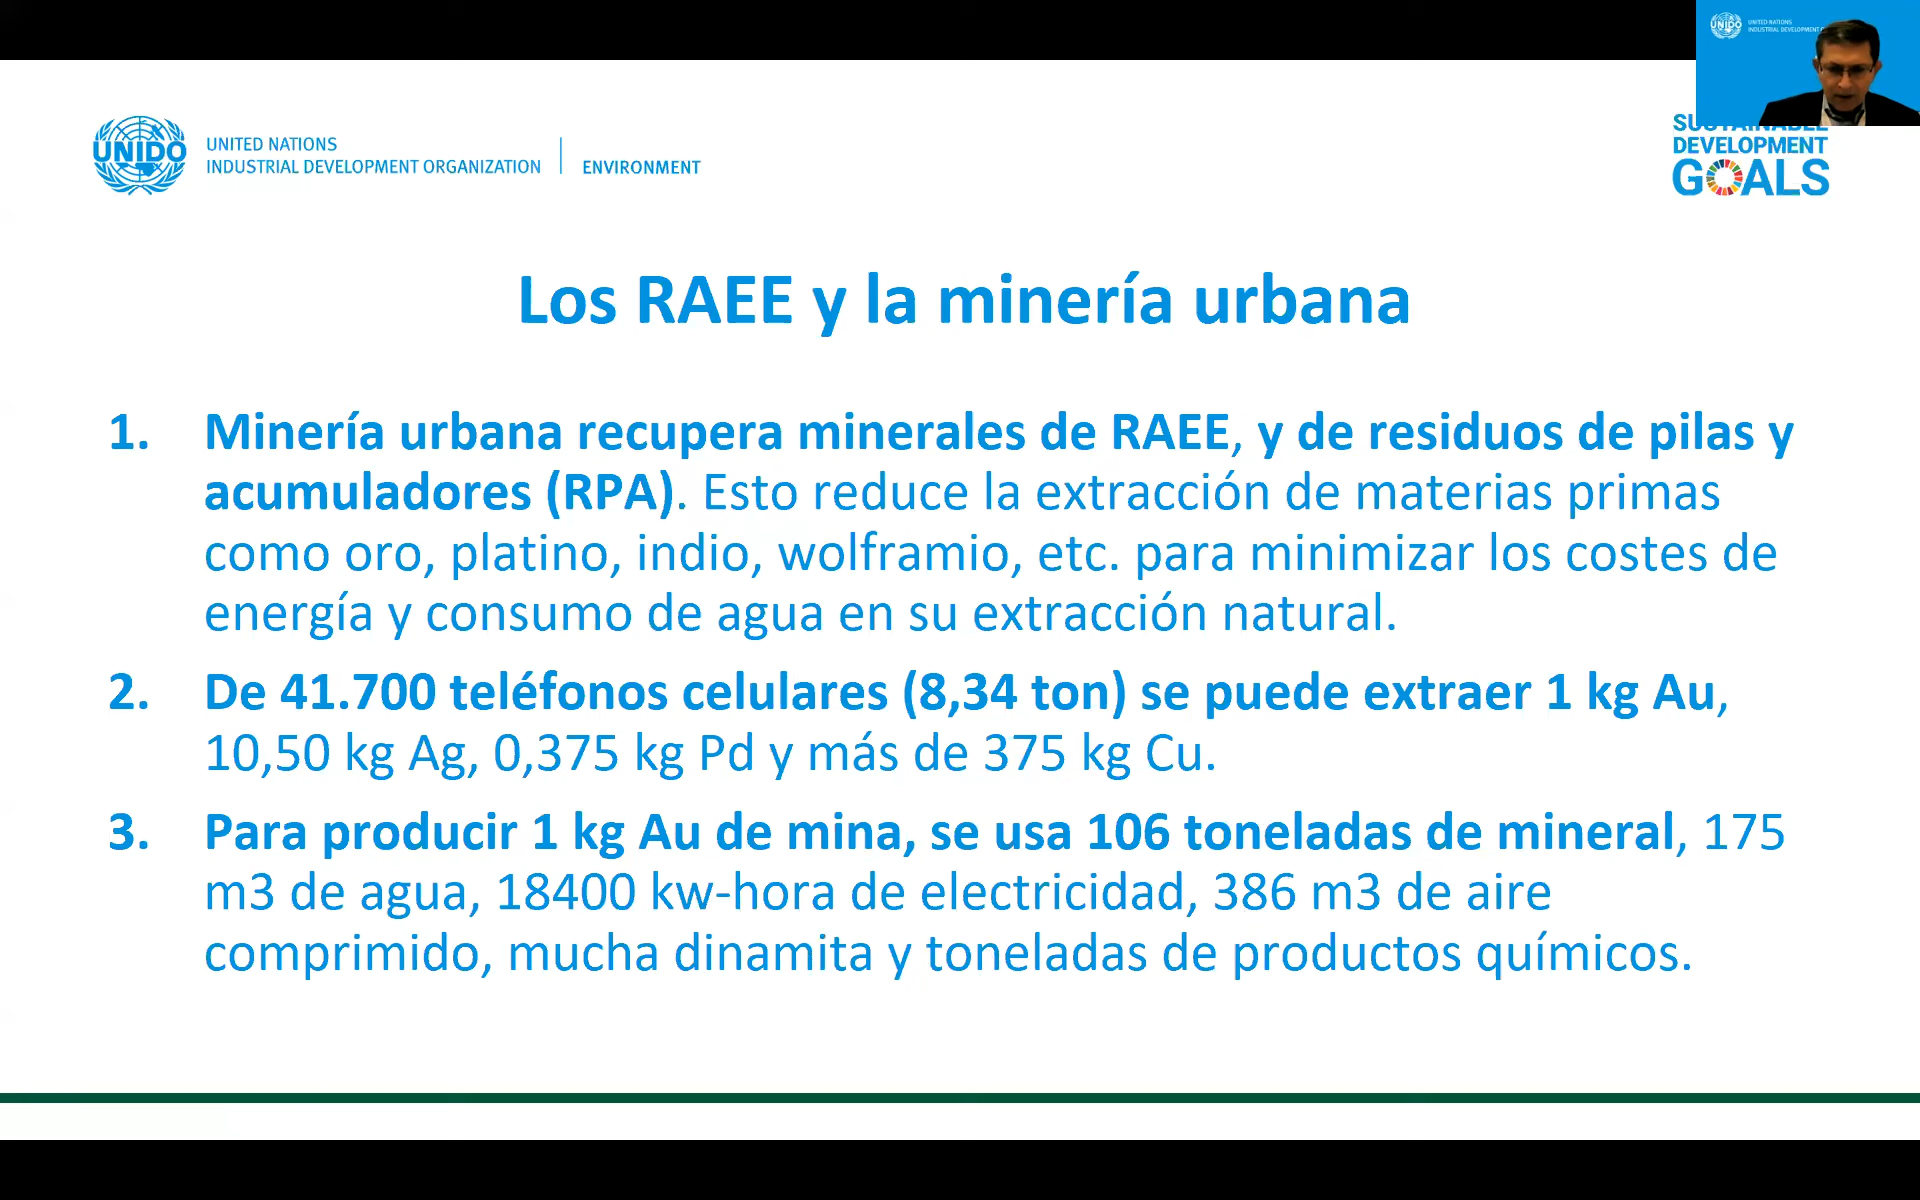 UNITED NATIONS
INDUSTRIAL DEVELOPMENT
UNIDO
UNITED NATIONS
INDUSTRIAL DEVELOPMENT ORGANIZATION
ENVIRONMENT
SUSTAINABLE
DEVELOPMENT
GOALS
Los RAEE y la minería urbana
1. Minería urbana recupera minerales de RAEE, y de residuos de pilas y
acumuladores (RPA). Esto reduce la extracción de materias primas
como oro, platino, indio, wolframio, etc. para minimizar los costes de
energía y consumo de agua en su extracción natural.
2. De 41.700 teléfonos celulares (8,34 ton) se puede extraer 1 kg Au,
10,50 kg Ag, 0,375 kg Pd y más de 375 kg Cu.
3. Para producir 1 kg Au de mina, se usa 106 toneladas de mineral, 175
m3 de agua, 18400 kw-hora de electricidad, 386 m3 de aire
comprimido, mucha dinamita y toneladas de productos químicos.